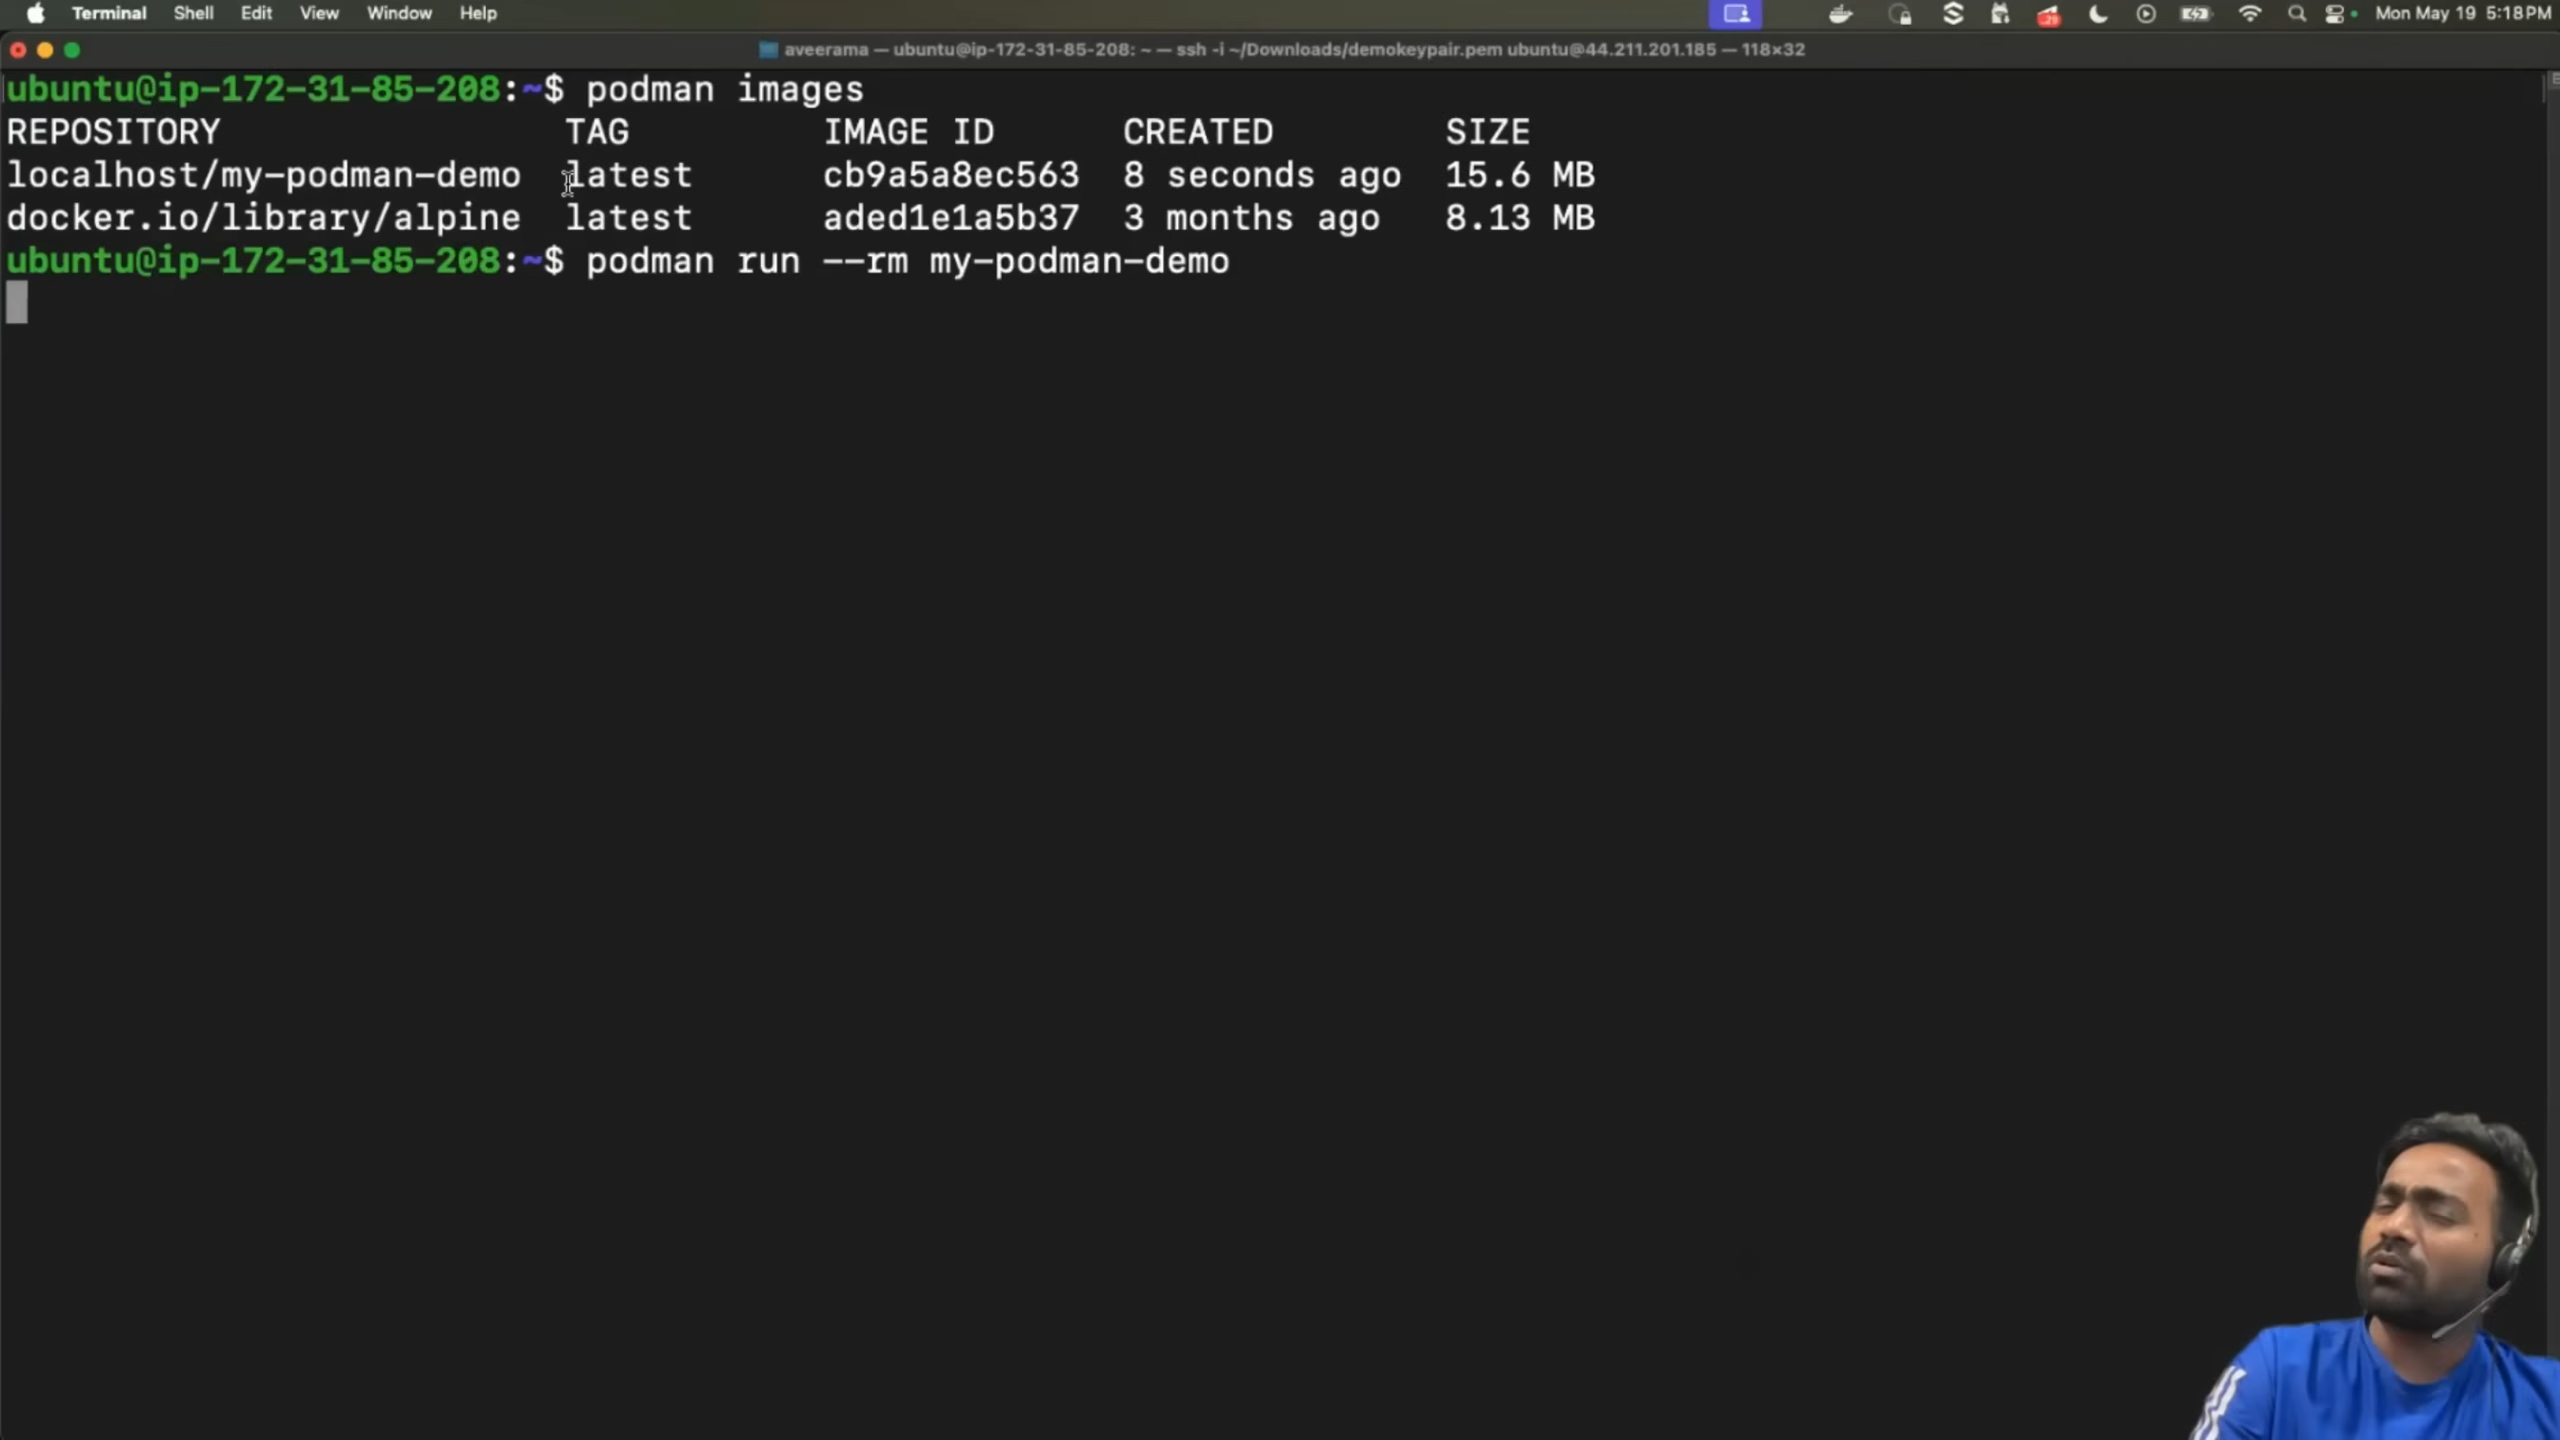 Terminal Shell Edit View Window Help Mon May 19 5:18 PM
aveerama — ubuntu@ip-172-31-85-208: ~ — ssh -i ~/Downloads/demokeypair.pem ubuntu@44.211.201.185 — 118×32
ubuntu@ip-172-31-85-208:~$ podman images
REPOSITORY TAG IMAGE ID CREATED SIZE
localhost/my-podman-demo latest cb9a5a8ec563 8 seconds ago 15.6 MB
docker.io/library/alpine latest aded1e1a5b37 3 months ago 8.13 MB
ubuntu@ip-172-31-85-208:~$ podman run --rm my-podman-demo